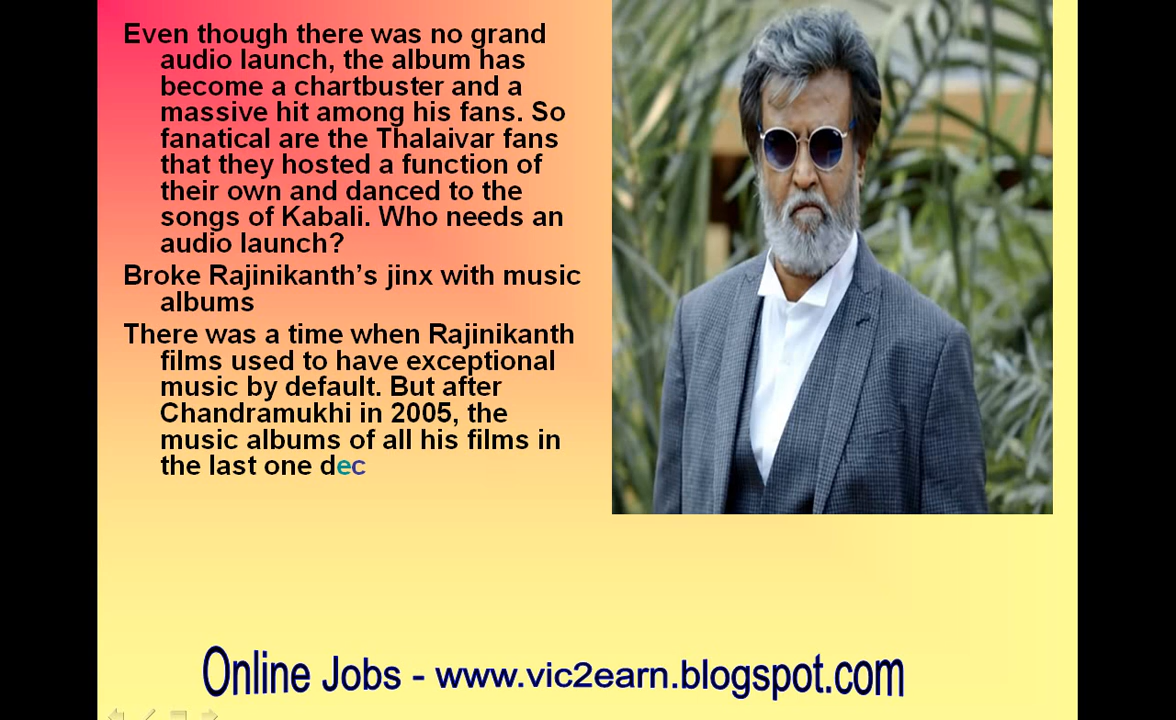 Even though there was no grand
audio launch, the album has
become a chartbuster and a
massive hit among his fans. So
fanatical are the Thalaivar fans
that they hosted a function of
their own and danced to the
songs of Kabali. Who needs an
audio launch?
Broke Rajinikanth’s jinx with music
albums
There was a time when Rajinikanth
films used to have exceptional
music by default. But after
Chandramukhi in 2005, the
music albums of all his films in
the last one dec
Online Jobs - www.vic2earn.blogspot.com